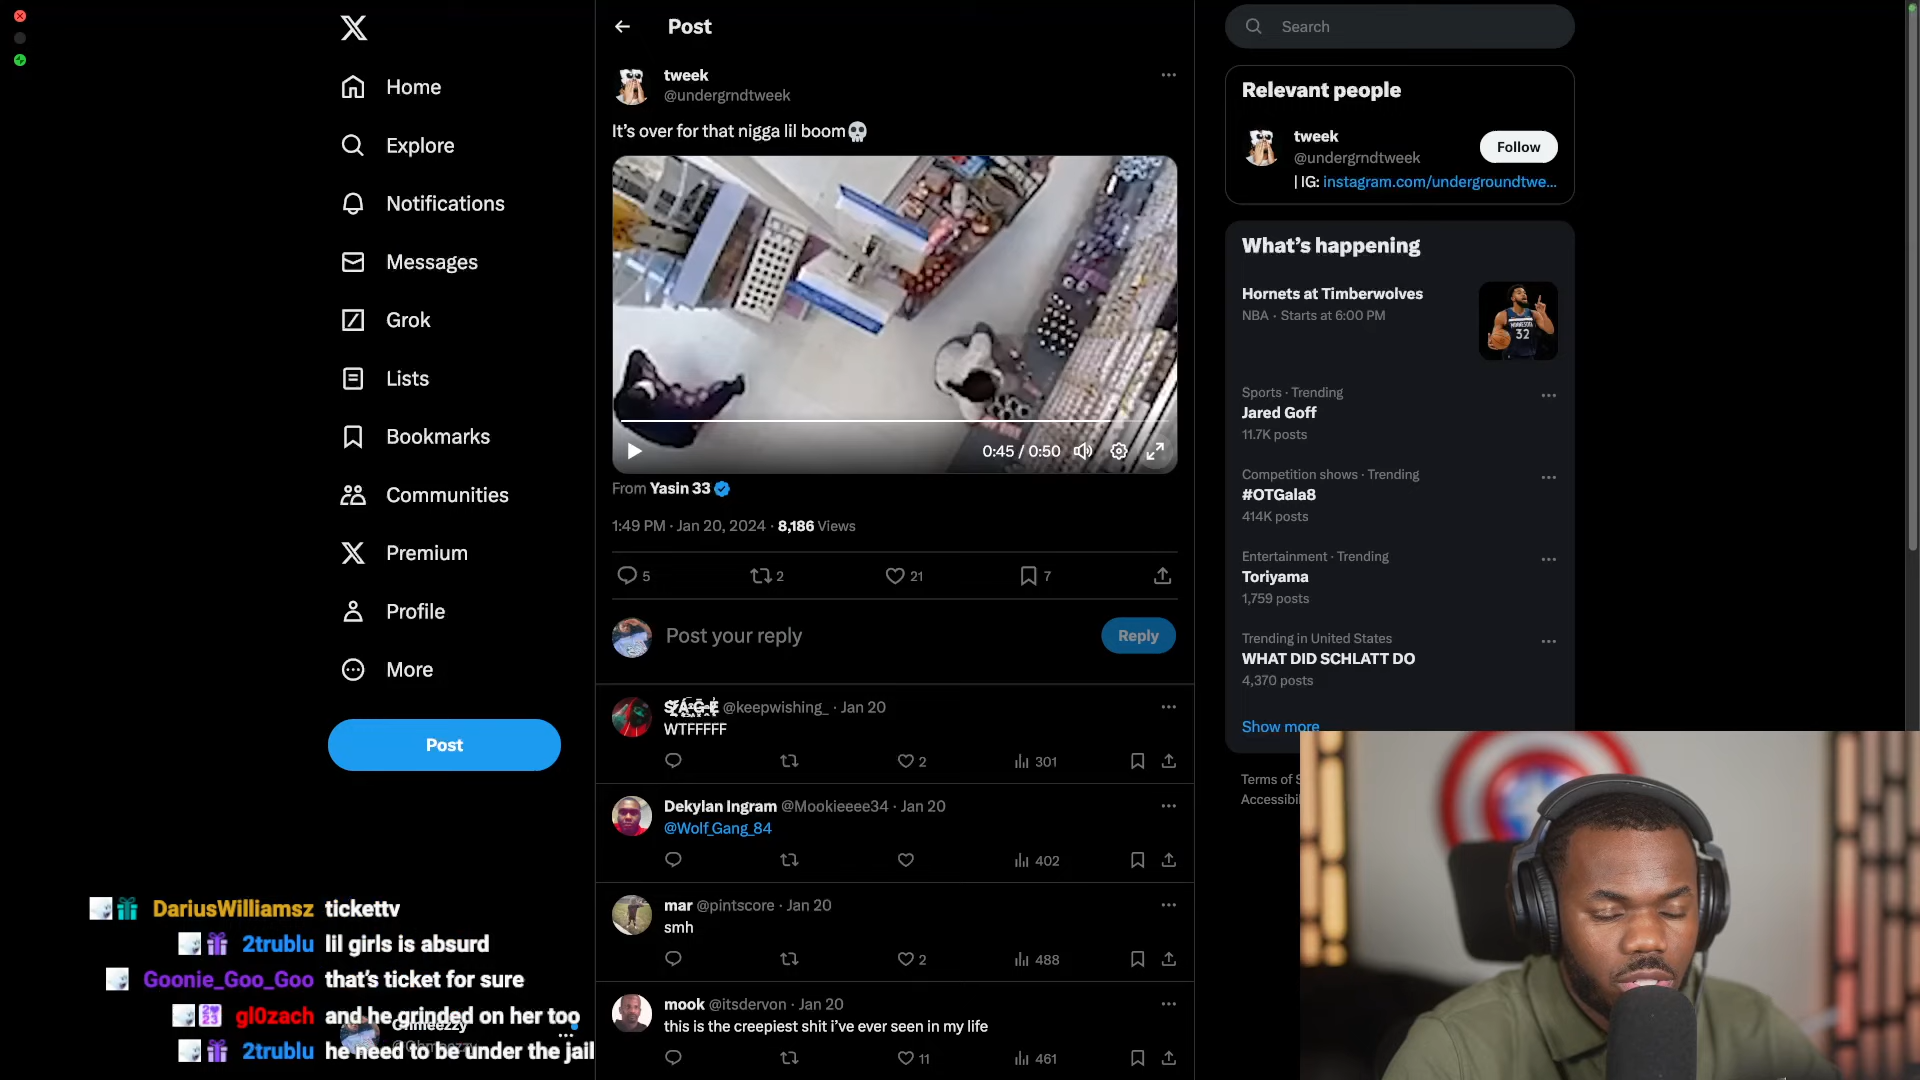 Home
Explore
Notifications
Messages
Grok
Lists
Bookmarks
Communities
Premium
Profile
More
Post
DariusWilliamsz tickettv
2trublu lil girls is absurd
Goonie_Goo_Goo that's ticket for sure
gl0zach and he grinded on her too
2trublu he need to be under the jail
Ohmeezzy
Post
tweek
@undergrndtweek
It's over for that nigga lil boom💀
0:45 / 0:50
From Yasin 33
1:49 PM · Jan 20, 2024 · 8,186 Views
5 2 21 7
Post your reply
Reply
@keepwishing_ · Jan 20
WTFFFFF
2 301
Dekylan Ingram @Mookieeee34 · Jan 20
@Wolf_Gang_84
402
mar @pintscore · Jan 20
smh
2 488
mook @itsdervon · Jan 20
this is the creepiest shit i've ever seen in my life
11 461
Search
Relevant people
tweek
@undergrndtweek
Follow
| IG: instagram.com/undergroundtwe...
What's happening
Hornets at Timberwolves
NBA · Starts at 6:00 PM
MINNESOTA
32
Sports · Trending
Jared Goff
11.7K posts
Competition shows · Trending
#OTGala8
414K posts
Entertainment · Trending
Toriyama
1,759 posts
Trending in United States
WHAT DID SCHLATT DO
4,370 posts
Show more
Terms of